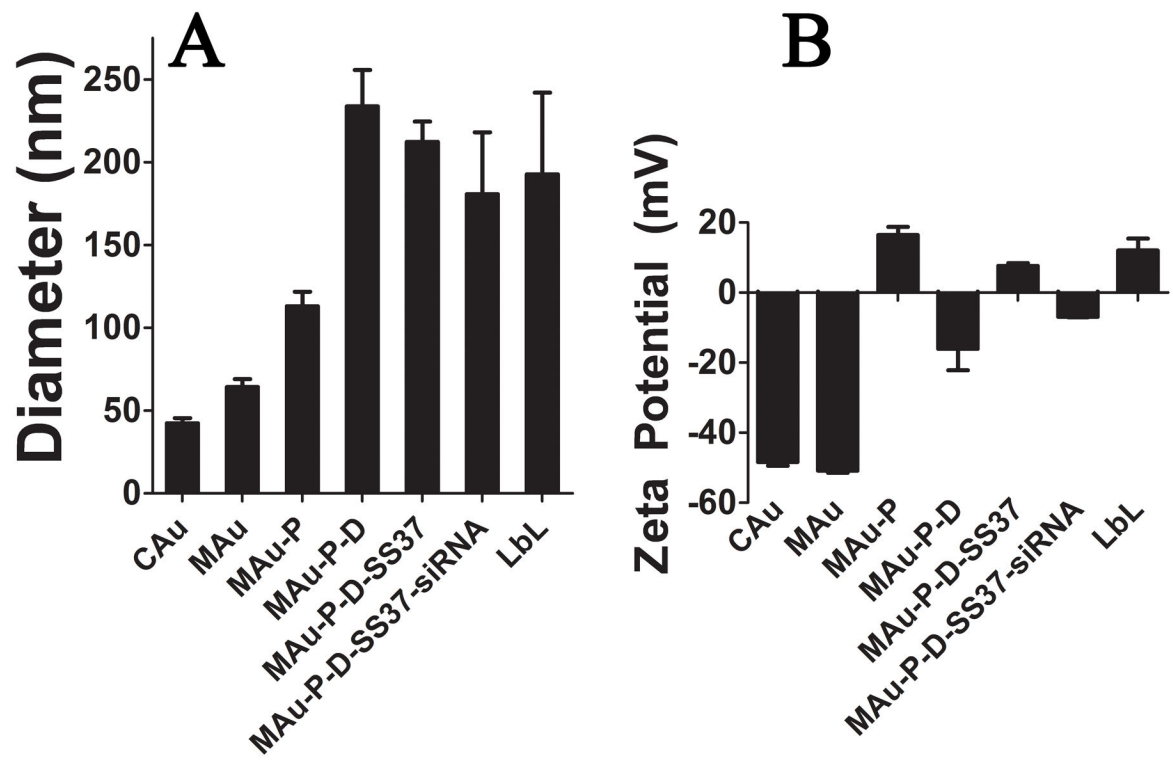 A
Diameter (nm)
250
200
150
100
50
0
CAu
MAu
MAu-P
MAu-P-D
MAu-P-D-SS37
MAu-P-D-SS37-siRNA
LbL
B
Zeta Potential (mV)
20
0
-20
-40
-60
CAu
MAu
MAu-P
MAu-P-D
MAu-P-D-SS37
MAu-P-D-SS37-siRNA
LbL